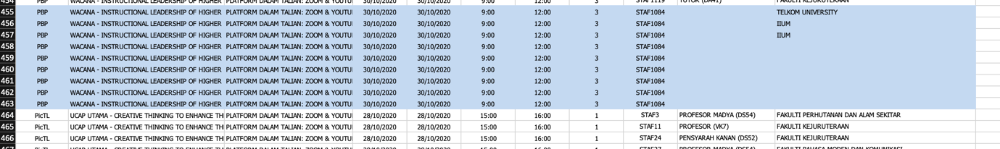 454 PBP WACANA - INSTRUCTIONAL LEADERSHIP OF HIGHER PLATFORM DALAM TALIAN: ZOOM & YOUTU 30/10/2020 30/10/2020 9:00 12:00 3 STAF1119 TUTOR (DA41) FAKULTI KEJURUTERAAN
455 PBP WACANA - INSTRUCTIONAL LEADERSHIP OF HIGHER PLATFORM DALAM TALIAN: ZOOM & YOUTU 30/10/2020 30/10/2020 9:00 12:00 3 STAF1084 TELKOM UNIVERSITY
456 PBP WACANA - INSTRUCTIONAL LEADERSHIP OF HIGHER PLATFORM DALAM TALIAN: ZOOM & YOUTU 30/10/2020 30/10/2020 9:00 12:00 3 STAF1084 IIUM
457 PBP WACANA - INSTRUCTIONAL LEADERSHIP OF HIGHER PLATFORM DALAM TALIAN: ZOOM & YOUTU 30/10/2020 30/10/2020 9:00 12:00 3 STAF1084 IIUM
458 PBP WACANA - INSTRUCTIONAL LEADERSHIP OF HIGHER PLATFORM DALAM TALIAN: ZOOM & YOUTU 30/10/2020 30/10/2020 9:00 12:00 3 STAF1084
459 PBP WACANA - INSTRUCTIONAL LEADERSHIP OF HIGHER PLATFORM DALAM TALIAN: ZOOM & YOUTU 30/10/2020 30/10/2020 9:00 12:00 3 STAF1084
460 PBP WACANA - INSTRUCTIONAL LEADERSHIP OF HIGHER PLATFORM DALAM TALIAN: ZOOM & YOUTU 30/10/2020 30/10/2020 9:00 12:00 3 STAF1084
461 PBP WACANA - INSTRUCTIONAL LEADERSHIP OF HIGHER PLATFORM DALAM TALIAN: ZOOM & YOUTU 30/10/2020 30/10/2020 9:00 12:00 3 STAF1084
462 PBP WACANA - INSTRUCTIONAL LEADERSHIP OF HIGHER PLATFORM DALAM TALIAN: ZOOM & YOUTU 30/10/2020 30/10/2020 9:00 12:00 3 STAF1084
463 PBP WACANA - INSTRUCTIONAL LEADERSHIP OF HIGHER PLATFORM DALAM TALIAN: ZOOM & YOUTU 30/10/2020 30/10/2020 9:00 12:00 3 STAF1084
464 PicTL UCAP UTAMA - CREATIVE THINKING TO ENHANCE TH PLATFORM DALAM TALIAN: ZOOM & YOUTU 28/10/2020 28/10/2020 15:00 16:00 1 STAF3 PROFESOR MADYA (DS54) FAKULTI PERHUTANAN DAN ALAM SEKITAR
465 PicTL UCAP UTAMA - CREATIVE THINKING TO ENHANCE TH PLATFORM DALAM TALIAN: ZOOM & YOUTU 28/10/2020 28/10/2020 15:00 16:00 1 STAF11 PROFESOR (VK7) FAKULTI KEJURUTERAAN
466 PicTL UCAP UTAMA - CREATIVE THINKING TO ENHANCE TH PLATFORM DALAM TALIAN: ZOOM & YOUTU 28/10/2020 28/10/2020 15:00 16:00 1 STAF24 PENSYARAH KANAN (DS52) FAKULTI KEJURUTERAAN